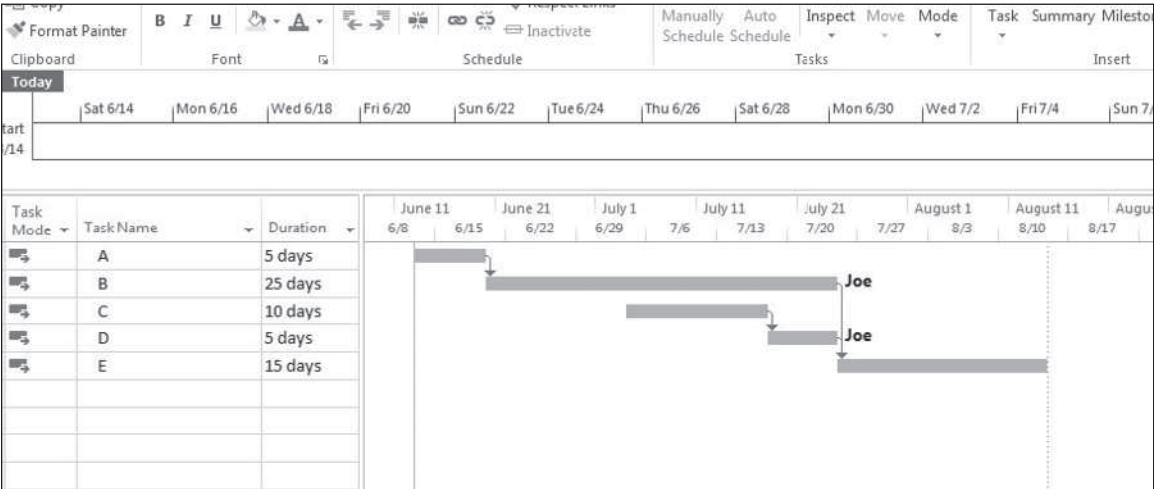 Format Painter
B I U A Inactivate
Manually Schedule Auto Schedule Inspect Move Mode Task Summary
Clipboard Font Schedule Tasks Insert
Today
Sat 6/14 Mon 6/16 Wed 6/18 Fri 6/20 Sun 6/22 Tue 6/24 Thu 6/26 Sat 6/28 Mon 6/30 Wed 7/2 Fri 7/4 Sun 7/
tart
/14
Task Mode Task Name Duration
June 11 June 21 July 1 July 11 July 21 August 1 August 11 Augu
6/8 6/15 6/22 6/29 7/6 7/13 7/20 7/27 8/3 8/10 8/17
A 5 days
B 25 days Joe
C 10 days
D 5 days Joe
E 15 days